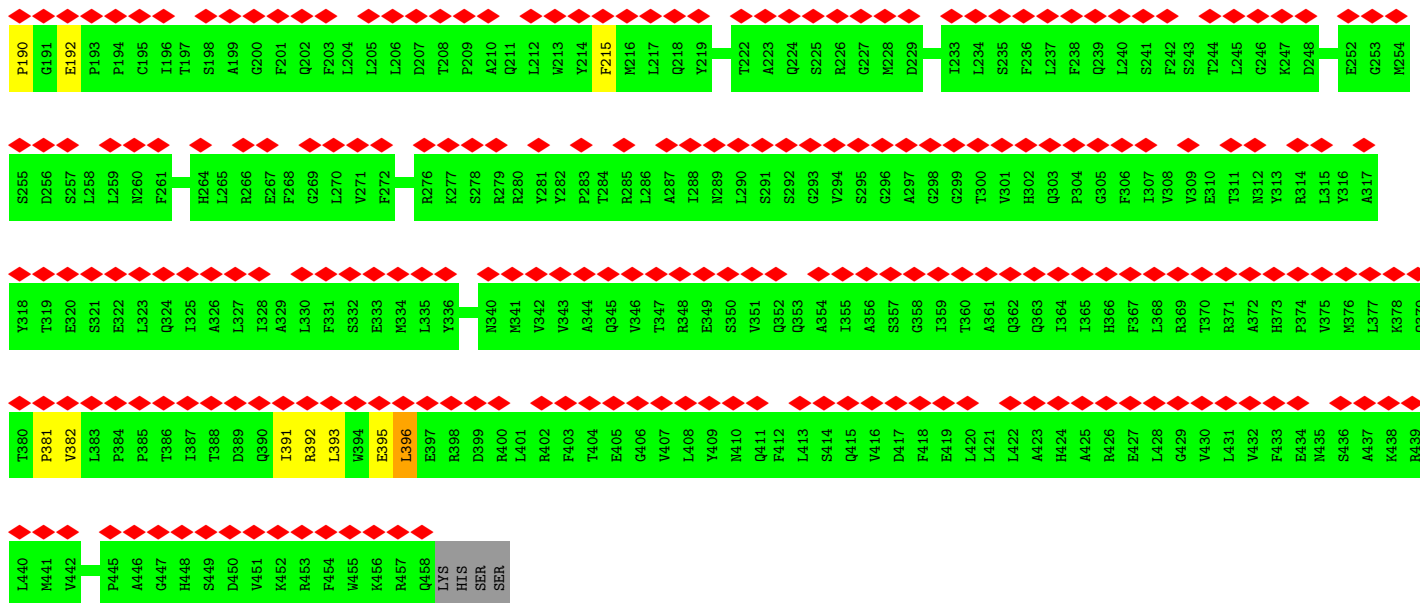 P190 G191 E192 P193 P194 C195 I196 T197 S198 A199 G200 F201 Q202 F203 L204 L205 L206 D207 T208 P209 A210 Q211 L212 W213 Y214 F215 M216 L217 Q218 Y219 T222 A223 Q224 S225 R226 G227 M228 D229 I233 L234 S235 F236 L237 F238 Q239 L240 S241 F242 S243 T244 L245 G246 K247 D248 E252 G253 M254
S255 D256 S257 L258 L259 N260 F261 H264 L265 R266 E267 F268 G269 L270 V271 F272 R276 K277 S278 R279 R280 Y281 Y282 P283 T284 R285 L286 A287 I288 N289 L290 S291 S292 G293 V294 S295 G296 A297 G298 G299 T300 V301 H302 Q303 P304 G305 F306 I307 V308 V309 E310 T311 N312 Y313 R314 L315 Y316 A317
Y318 T319 E320 S321 E322 L323 Q324 I325 A326 L327 I328 A329 L330 F331 S332 E333 M334 L335 Y336 N340 M341 V342 V343 A344 Q345 V346 T347 R348 E349 S350 V351 Q352 Q353 A354 I355 A356 S357 G358 I359 T360 A361 Q362 Q363 I364 I365 H366 F367 L368 R369 T370 R371 A372 H373 P374 V375 M376 L377 K378
T380 P381 V382 L383 P384 P385 T386 I387 T388 D389 Q390 I391 R392 L393 W394 E395 L396 E397 R398 D399 R400 L401 R402 F403 T404 E405 G406 V407 L408 Y409 N410 Q411 F412 L413 S414 Q415 V416 D417 F418 E419 L420 L421 L422 A423 H424 A425 R426 E427 L428 G429 V430 L431 V432 F433 E434 N435 S436 A437 K438 R439
L440 M441 V442 P445 A446 G447 H448 S449 D450 V451 K452 R453 F454 W455 K456 R457 Q458 LYS HIS SER SER